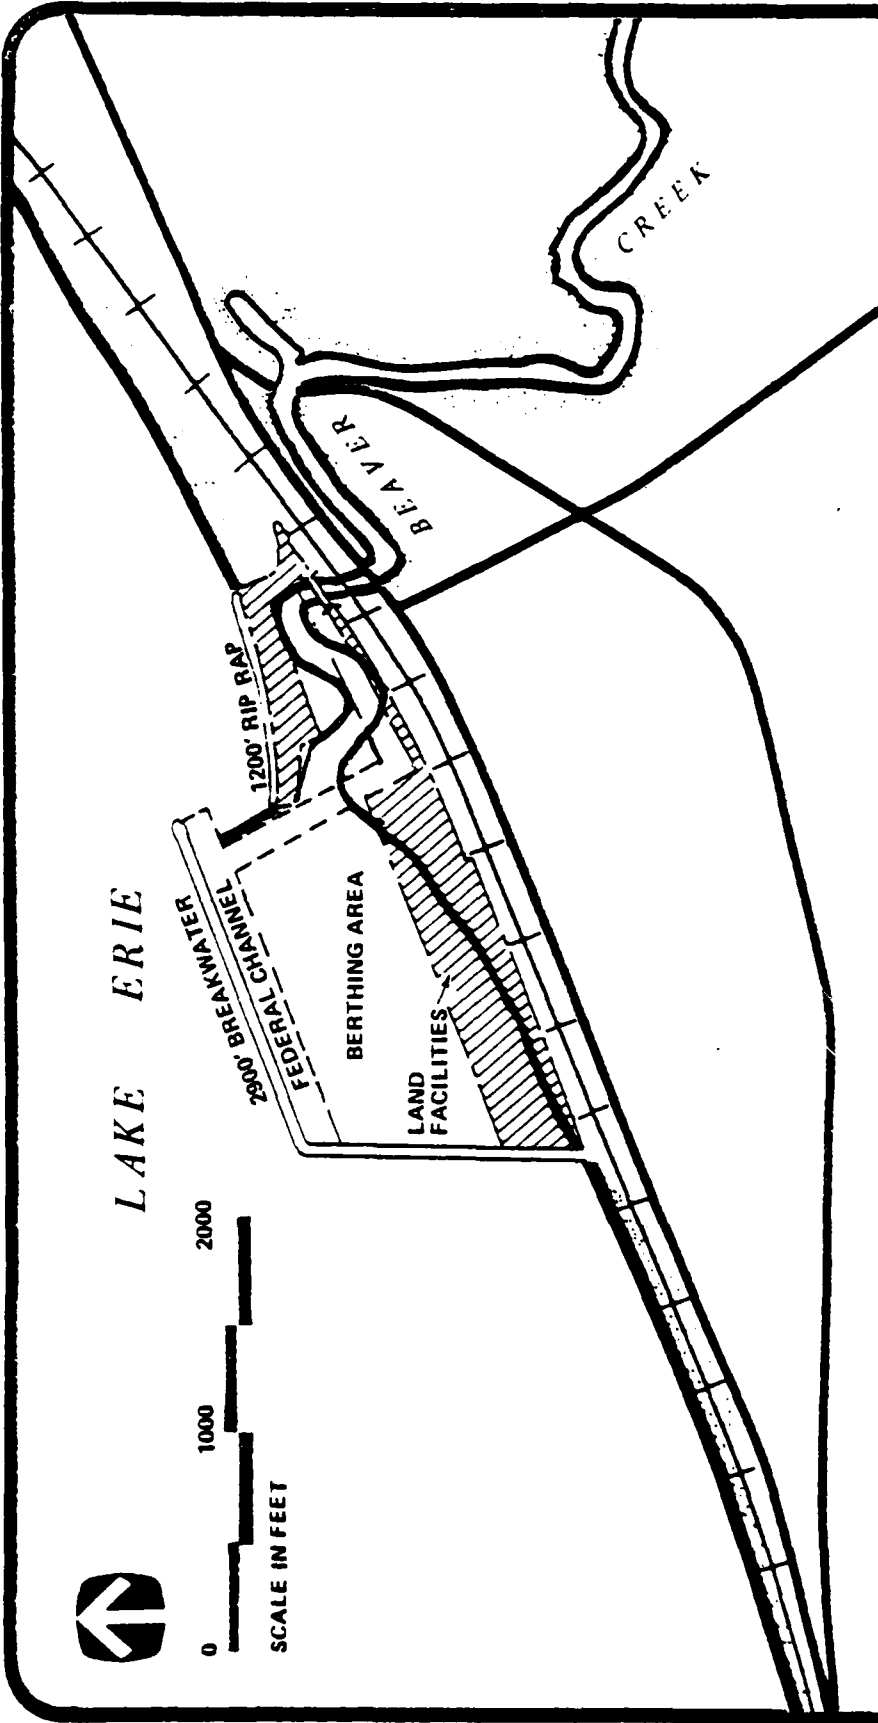 LAKE ERIE
2900' BREAKWATER
FEDERAL CHANNEL
BERTHING AREA
LAND
FACILITIES
1200' RIP RAP
BEAVER
CREEK
0 1000 2000
SCALE IN FEET